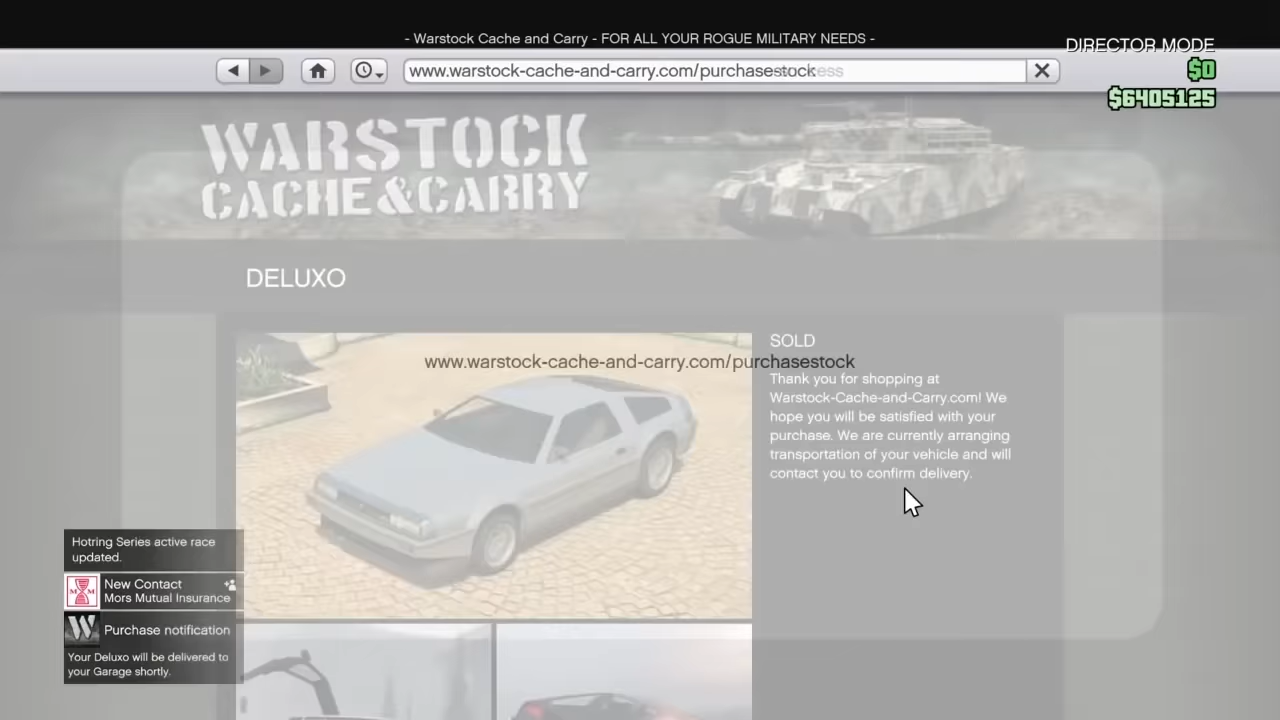 - Warstock Cache and Carry - FOR ALL YOUR ROGUE MILITARY NEEDS -
DIRECTOR MODE
$0
$6405125
www.warstock-cache-and-carry.com/purchasestock
WARSTOCK
CACHE&CARRY
DELUXO
SOLD
www.warstock-cache-and-carry.com/purchasestock
Thank you for shopping at
Warstock-Cache-and-Carry.com! We
hope you will be satisfied with your
purchase. We are currently arranging
transportation of your vehicle and will
contact you to confirm delivery.
Hotring Series active race
updated.
New Contact
Mors Mutual Insurance
Purchase notification
Your Deluxo will be delivered to
your Garage shortly.